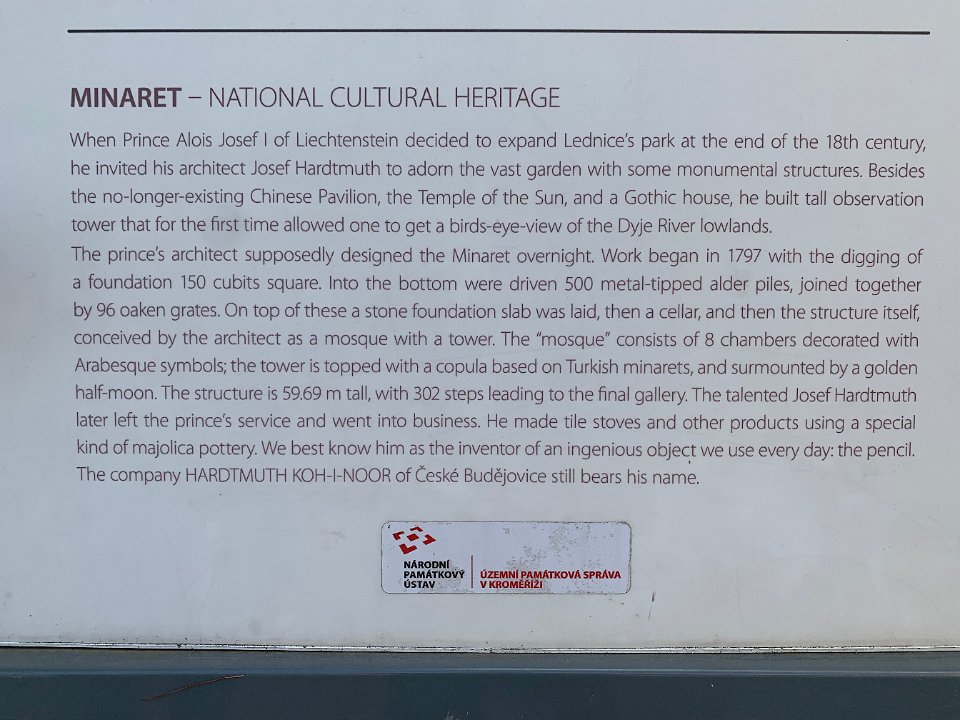 MINARET – NATIONAL CULTURAL HERITAGE
When Prince Alois Josef I of Liechtenstein decided to expand Lednice's park at the end of the 18th century,
he invited his architect Josef Hardtmuth to adorn the vast garden with some monumental structures. Besides
the no-longer-existing Chinese Pavilion, the Temple of the Sun, and a Gothic house, he built tall observation
tower that for the first time allowed one to get a birds-eye-view of the Dyje River lowlands.
The prince's architect supposedly designed the Minaret overnight. Work began in 1797 with the digging of
a foundation 150 cubits square. Into the bottom were driven 500 metal-tipped alder piles, joined together
by 96 oaken grates. On top of these a stone foundation slab was laid, then a cellar, and then the structure itself,
conceived by the architect as a mosque with a tower. The "mosque" consists of 8 chambers decorated with
Arabesque symbols; the tower is topped with a copula based on Turkish minarets, and surmounted by a golden
half-moon. The structure is 59.69 m tall, with 302 steps leading to the final gallery. The talented Josef Hardtmuth
later left the prince's service and went into business. He made tile stoves and other products using a special
kind of majolica pottery. We best know him as the inventor of an ingenious object we use every day: the pencil.
The company HARDTMUTH KOH-I-NOOR of České Budějovice still bears his name.
NÁRODNÍ
PAMÁTKOVÝ
ÚSTAV
ÚZEMNÍ PAMÁTKOVÁ SPRÁVA
V KROMĚŘÍŽI